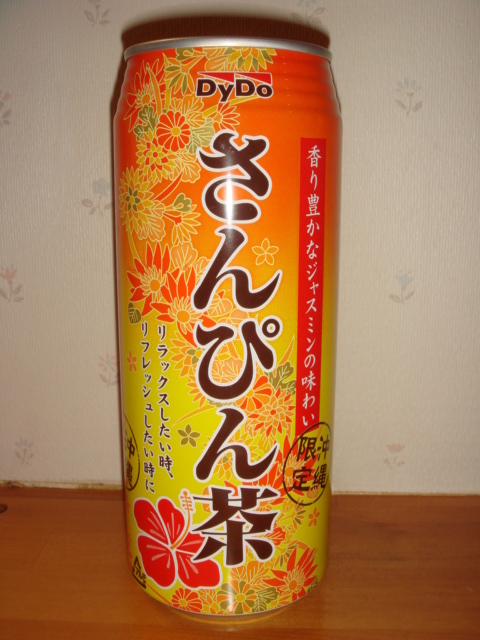 DyDo
さんぴん茶
香り豊かなジャスミンの味わい
リラックスしたい時、
リフレッシュしたい時に
沖縄
限定